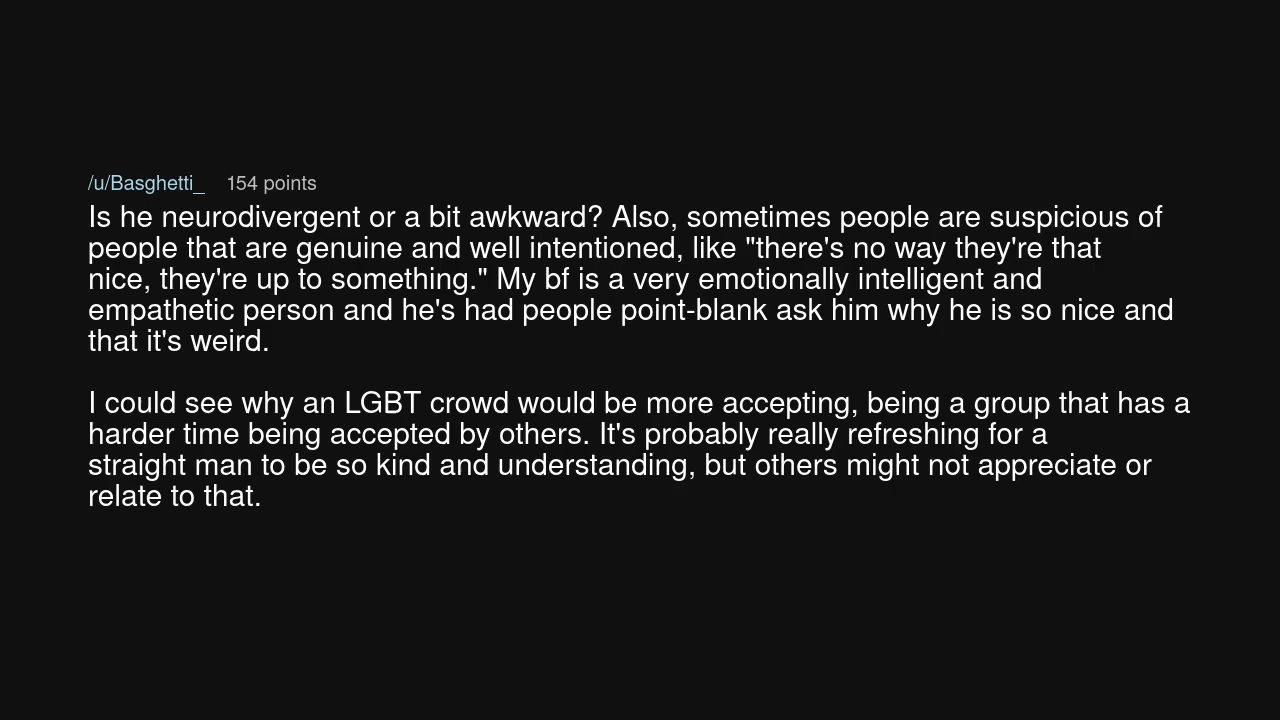 /u/Basghetti_ 154 points
Is he neurodivergent or a bit awkward? Also, sometimes people are suspicious of
people that are genuine and well intentioned, like "there's no way they're that
nice, they're up to something." My bf is a very emotionally intelligent and
empathetic person and he's had people point-blank ask him why he is so nice and
that it's weird.
I could see why an LGBT crowd would be more accepting, being a group that has a
harder time being accepted by others. It's probably really refreshing for a
straight man to be so kind and understanding, but others might not appreciate or
relate to that.